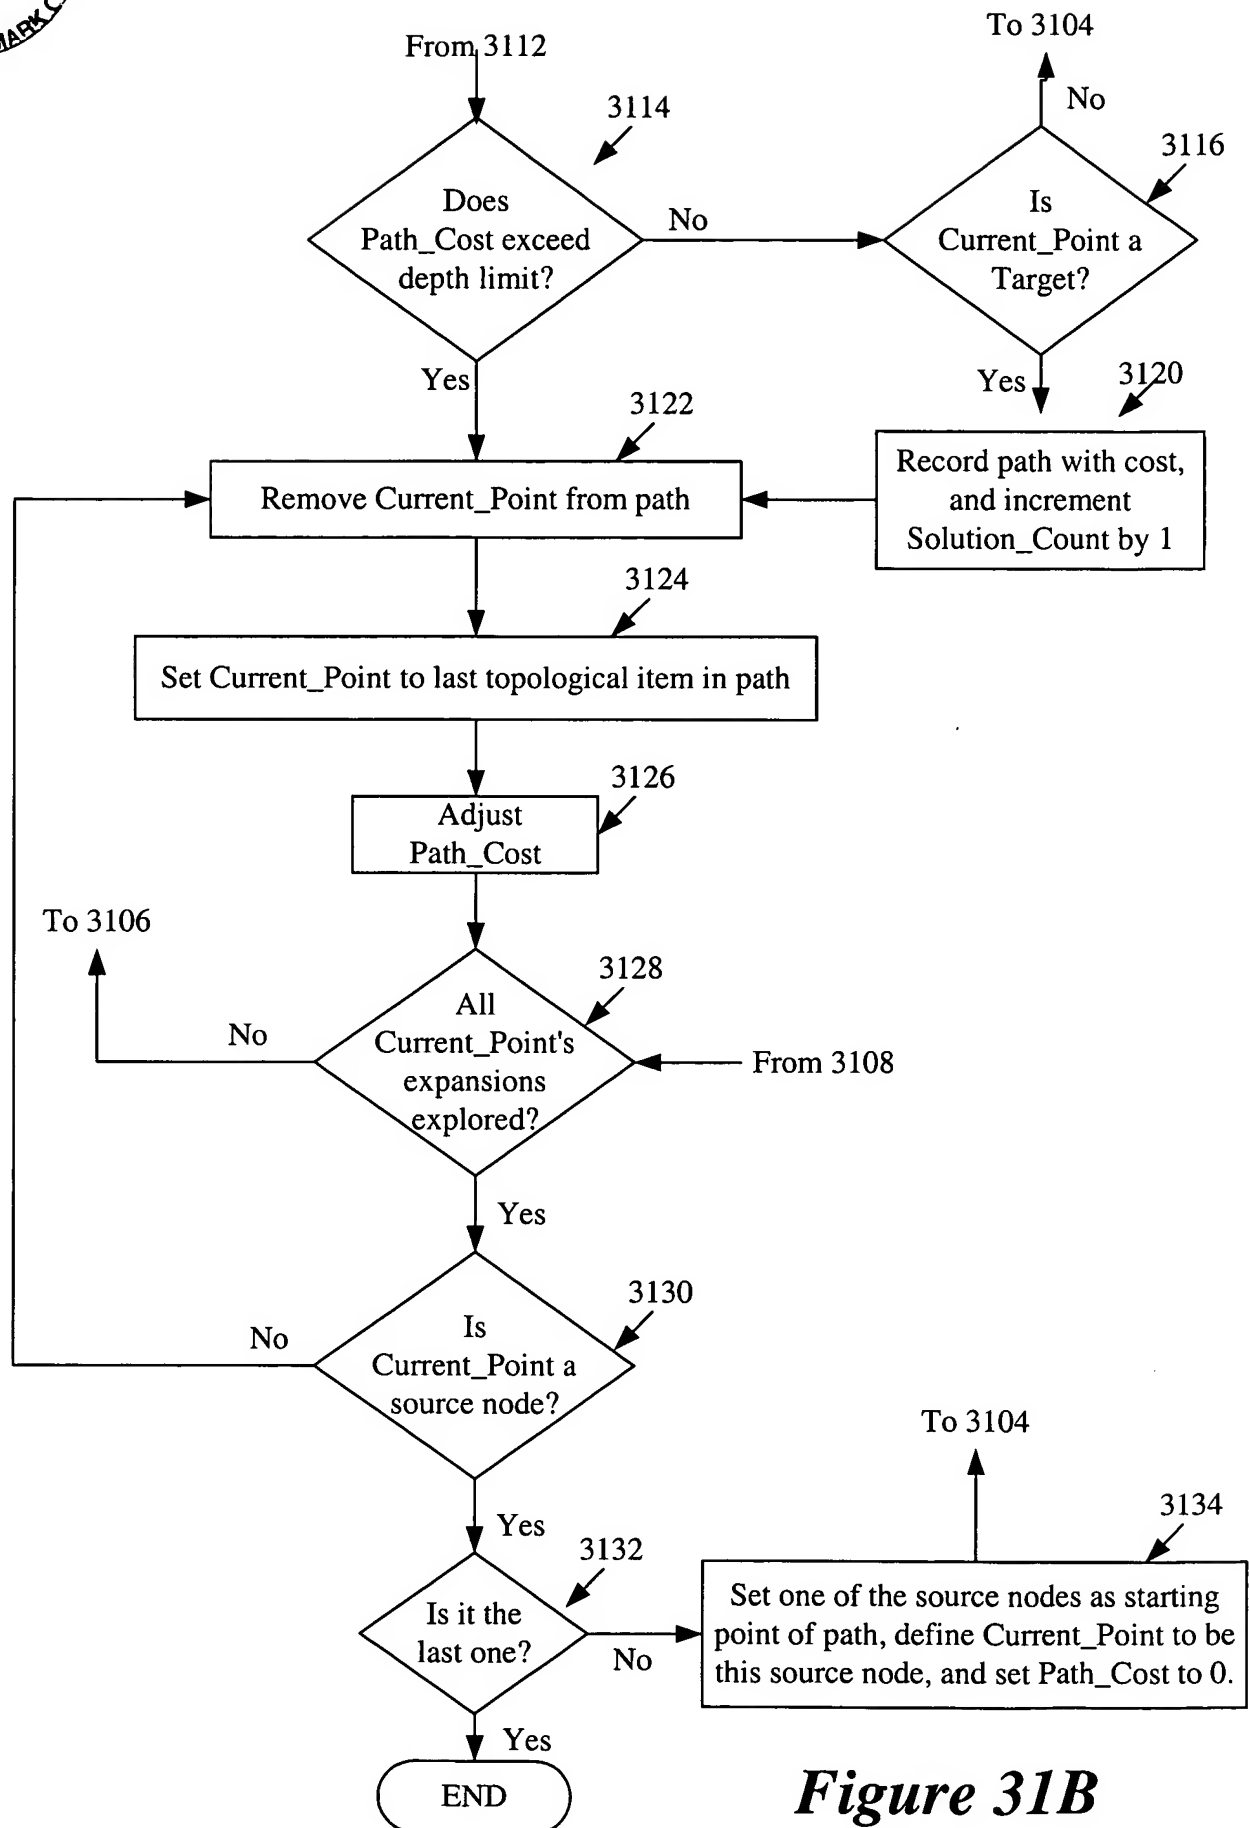 MARK
From 3112
To 3104
No
3114
3116
Does
Path_Cost exceed
depth limit?
No
Is
Current_Point a
Target?
Yes
Yes
3120
3122
Remove Current_Point from path
Record path with cost,
and increment
Solution_Count by 1
3124
Set Current_Point to last topological item in path
3126
Adjust
Path_Cost
To 3106
3128
No
All
Current_Point's
expansions
explored?
From 3108
Yes
3130
No
Is
Current_Point a
source node?
To 3104
Yes
3134
3132
Is it the
last one?
No
Set one of the source nodes as starting
point of path, define Current_Point to be
this source node, and set Path_Cost to 0.
Yes
END
Figure 31B